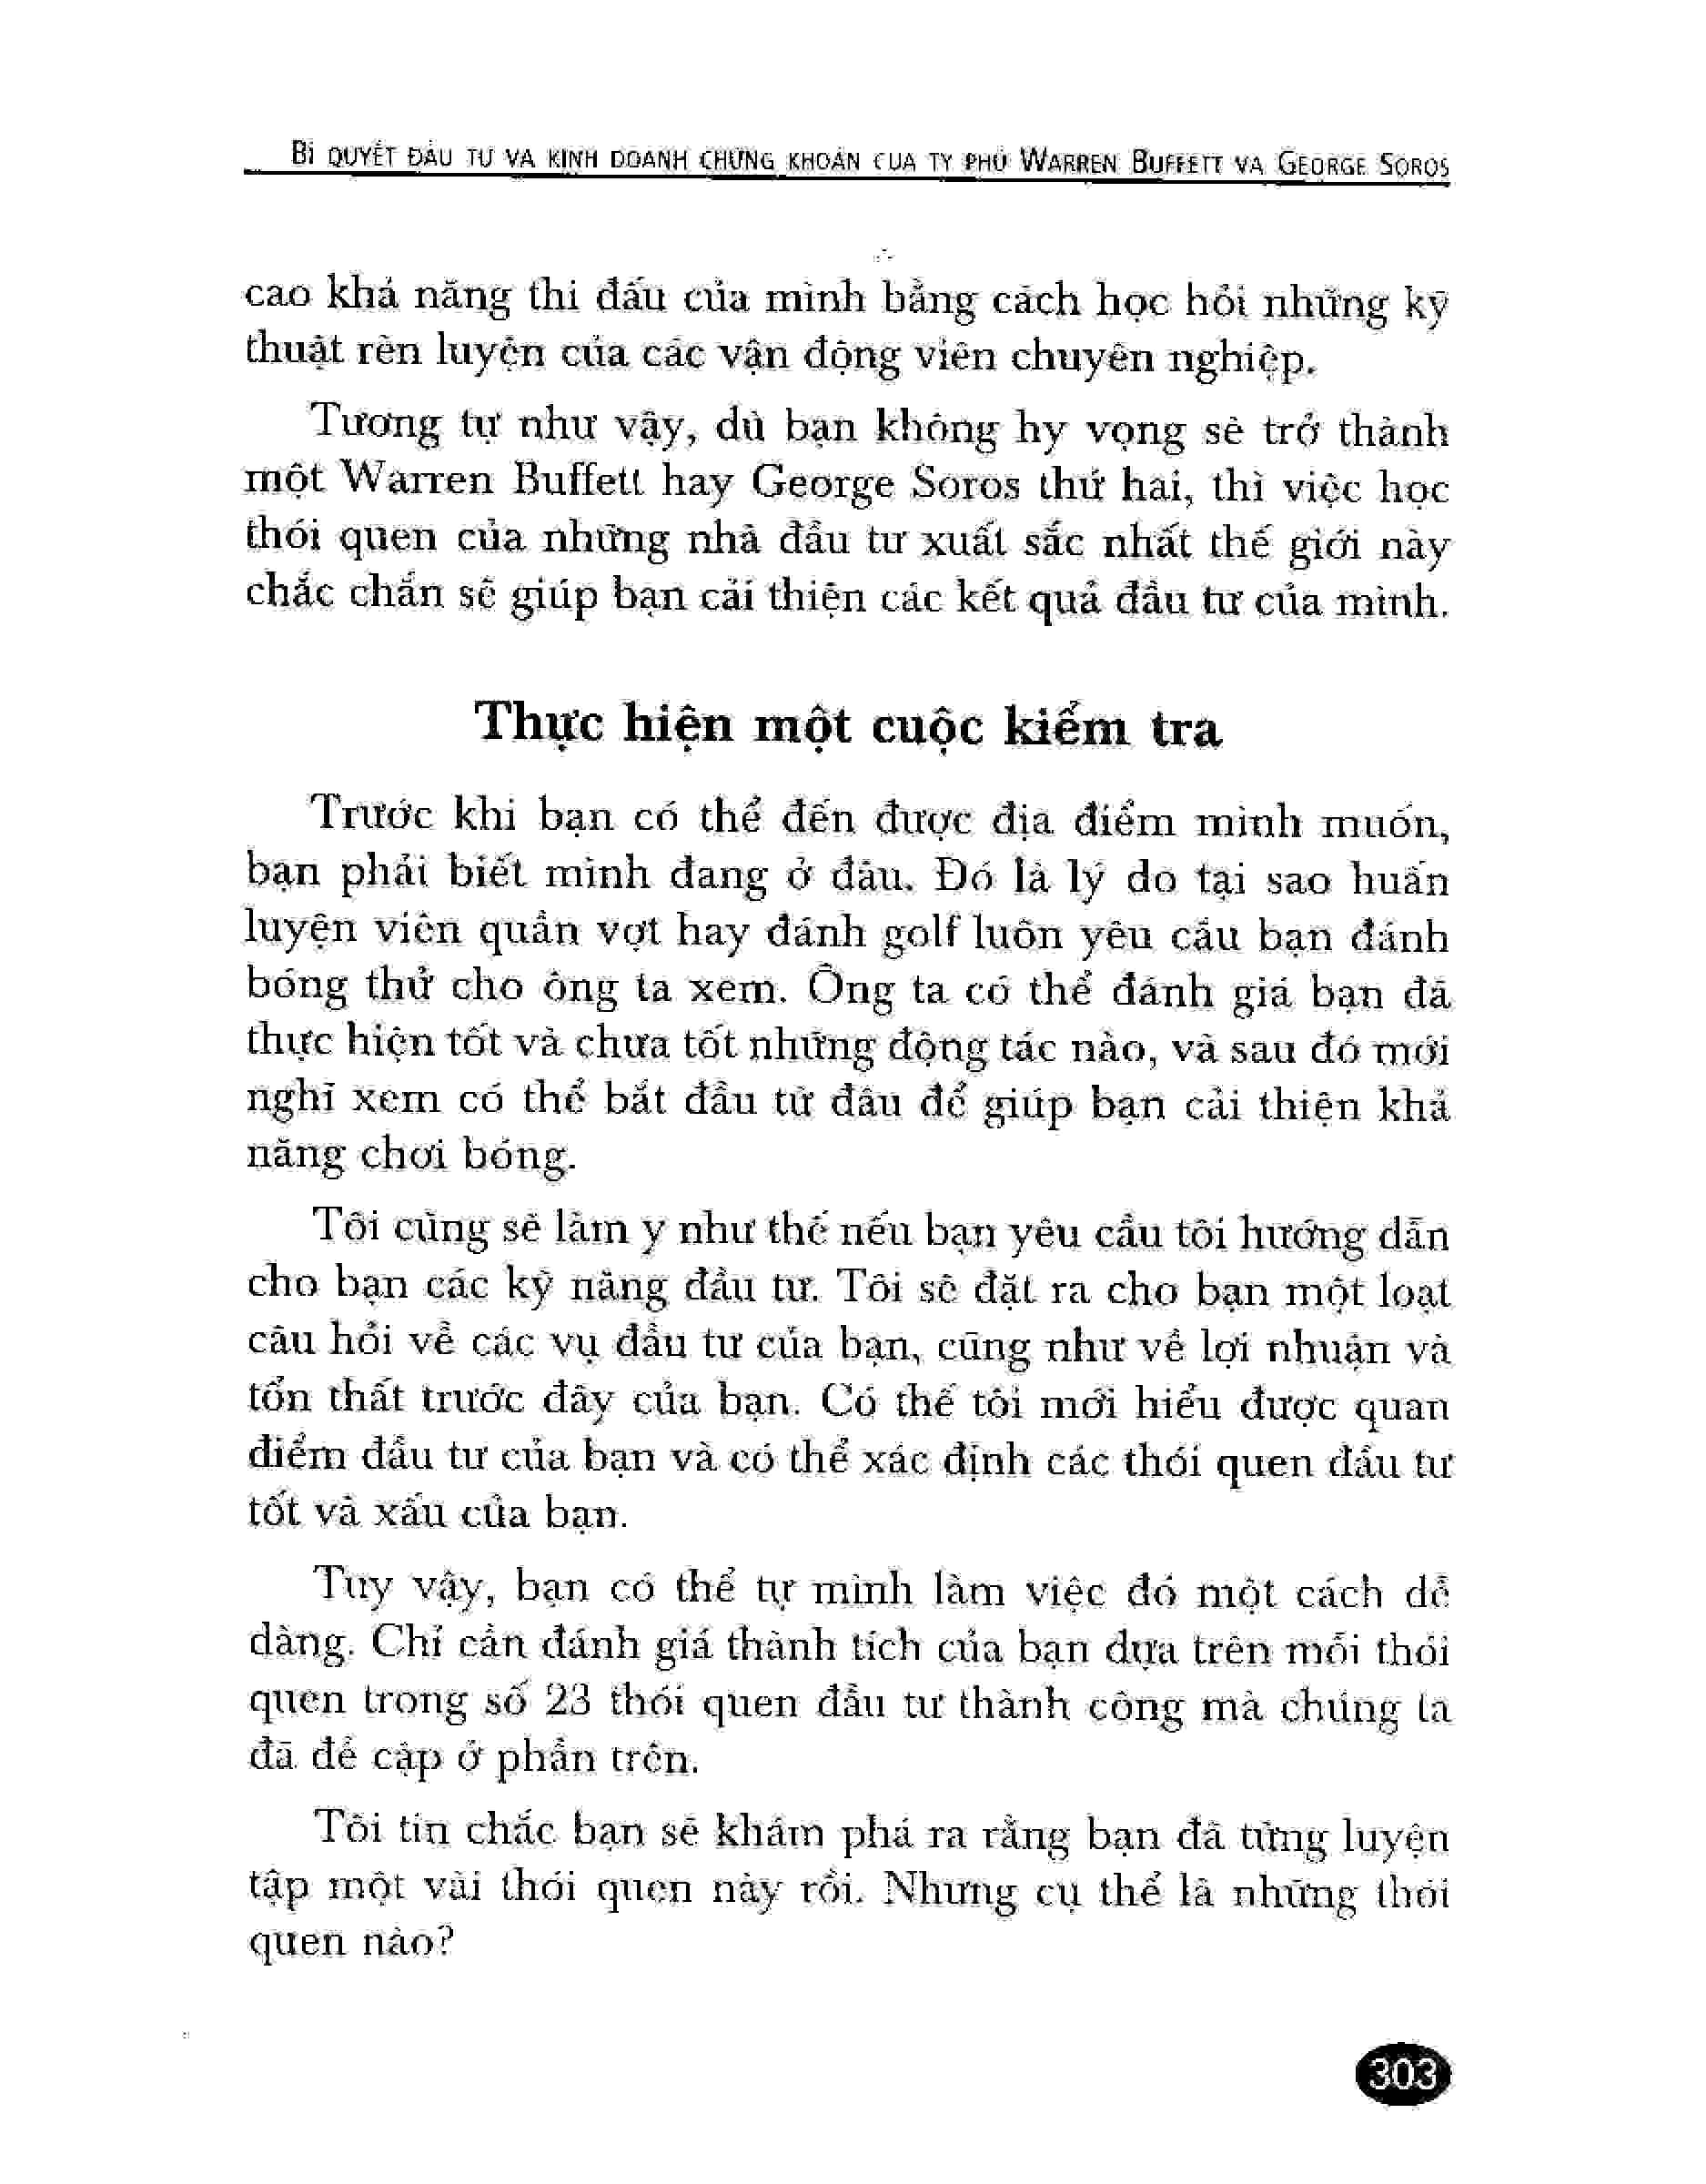 BÍ QUYẾT ĐẦU TƯ VÀ KINH DOANH CHỨNG KHOÁN CỦA TỶ PHÚ WARREN BUFFETT VÀ GEORGE SOROS
cao khả năng thi đấu của mình bằng cách học hỏi những kỹ
thuật rèn luyện của các vận động viên chuyên nghiệp.
Tương tự như vậy, dù bạn không hy vọng sẽ trở thành
một Warren Buffett hay George Soros thứ hai, thì việc học
thói quen của những nhà đầu tư xuất sắc nhất thế giới này
chắc chắn sẽ giúp bạn cải thiện các kết quả đầu tư của mình.
Thực hiện một cuộc kiểm tra
Trước khi bạn có thể đến được địa điểm mình muốn,
bạn phải biết mình đang ở đâu. Đó là lý do tại sao huấn
luyện viên quần vợt hay đánh golf luôn yêu cầu bạn đánh
bóng thử cho ông ta xem. Ông ta có thể đánh giá bạn đã
thực hiện tốt và chưa tốt những động tác nào, và sau đó mới
nghĩ xem có thể bắt đầu từ đâu để giúp bạn cải thiện khả
năng chơi bóng.
Tôi cũng sẽ làm y như thế nếu bạn yêu cầu tôi hướng dẫn
cho bạn các kỹ năng đầu tư. Tôi sẽ đặt ra cho bạn một loạt
câu hỏi về các vụ đầu tư của bạn, cũng như về lợi nhuận và
tổn thất trước đây của bạn. Có thế tôi mới hiểu được quan
điểm đầu tư của bạn và có thể xác định các thói quen đầu tư
tốt và xấu của bạn.
Tuy vậy, bạn có thể tự mình làm việc đó một cách dễ
dàng. Chỉ cần đánh giá thành tích của bạn dựa trên mỗi thói
quen trong số 23 thói quen đầu tư thành công mà chúng ta
đã đề cập ở phần trên.
Tôi tin chắc bạn sẽ khám phá ra rằng bạn đã từng luyện
tập một vài thói quen này rồi. Nhưng cụ thể là những thói
quen nào?
303